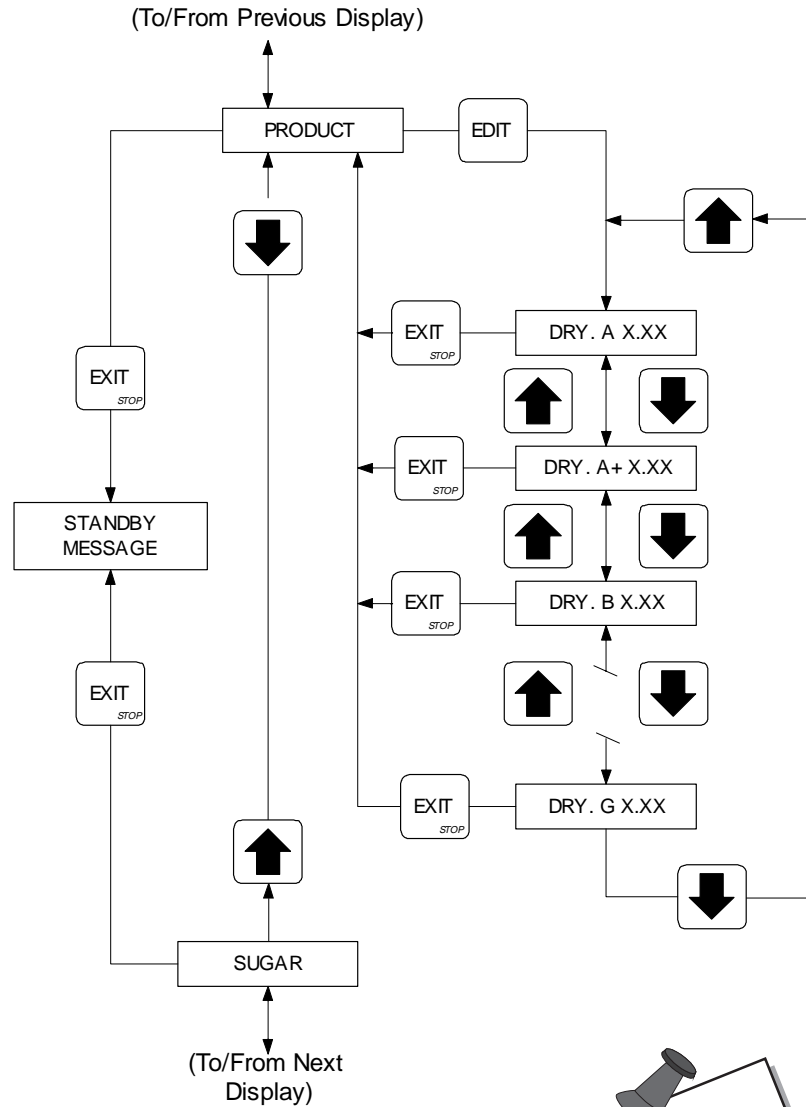 (To/From Previous Display)
PRODUCT
EDIT
EXIT
STOP
DRY. A X.XX
EXIT
STOP
EXIT
STOP
DRY. A+ X.XX
STANDBY
MESSAGE
EXIT
STOP
DRY. B X.XX
EXIT
STOP
EXIT
STOP
DRY. G X.XX
SUGAR
(To/From Next
Display)